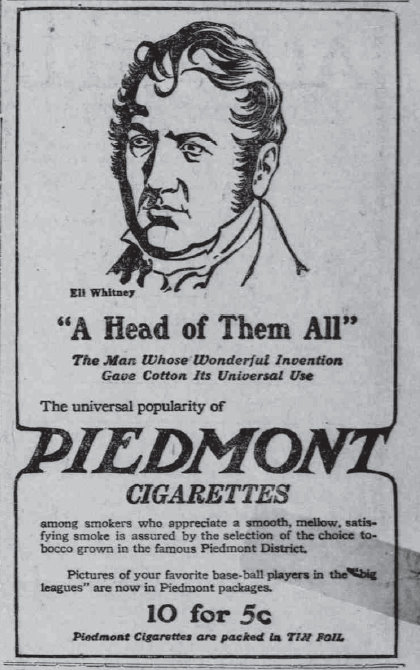 Eli Whitney
"A Head of Them All"
The Man Whose Wonderful Invention
Gave Cotton Its Universal Use
The universal popularity of
PIEDMONT
CIGARETTES
among smokers who appreciate a smooth, mellow, satis-
fying smoke is assured by the selection of the choice to-
bacco grown in the famous Piedmont District.
Pictures of your favorite base-ball players in the "big
leagues" are now in Piedmont packages.
10 for 5c
Piedmont Cigarettes are packed in TIN FOIL